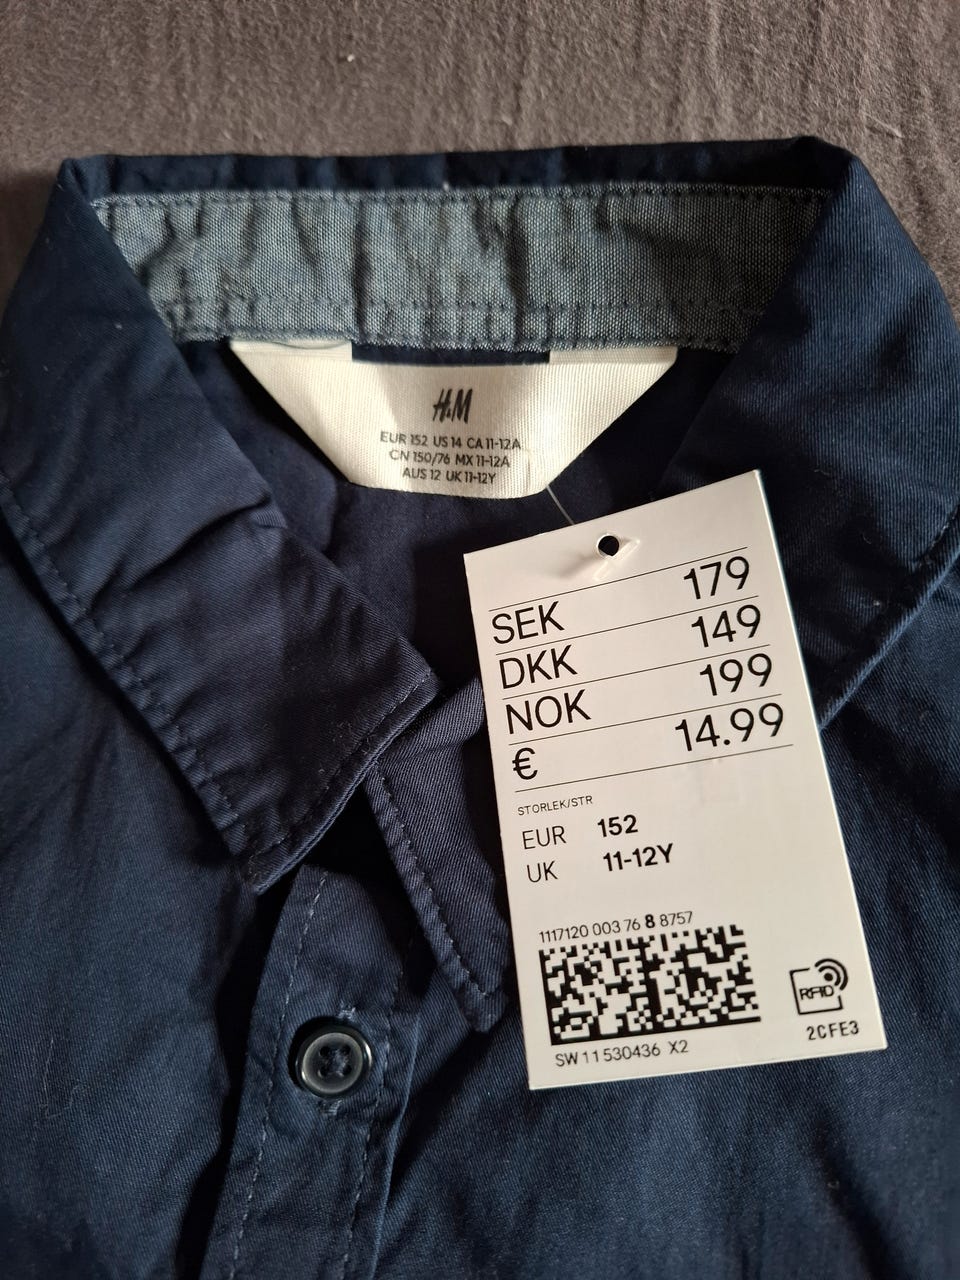 H&M
EUR 152 US 14 CA 11-12A
CN 150/76 MX 11-12A
AUS 12 UK 11-12Y
SEK 179
DKK 149
NOK 199
€ 14.99
STORLEK/STR
EUR 152
UK 11-12Y
1117120 003 76 8 8757
SW 11 530436 X2
RFID
2CFE3